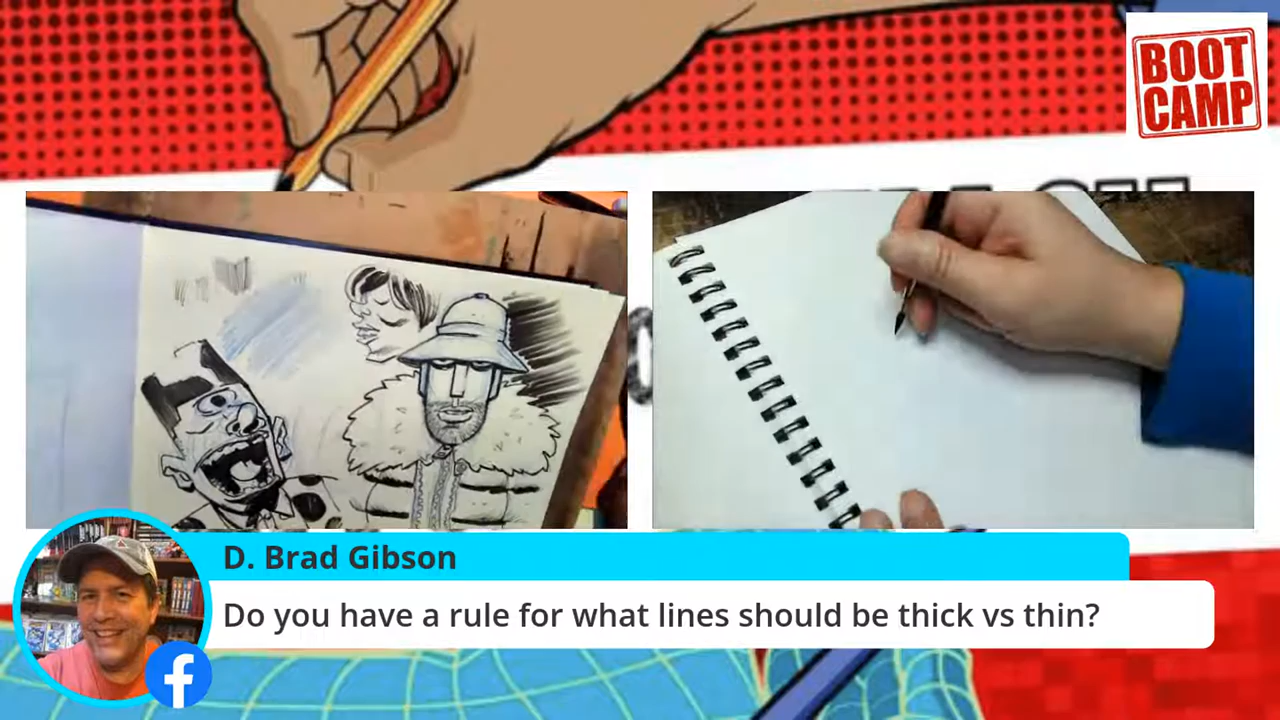 BOOT
CAMP
D. Brad Gibson
Do you have a rule for what lines should be thick vs thin?